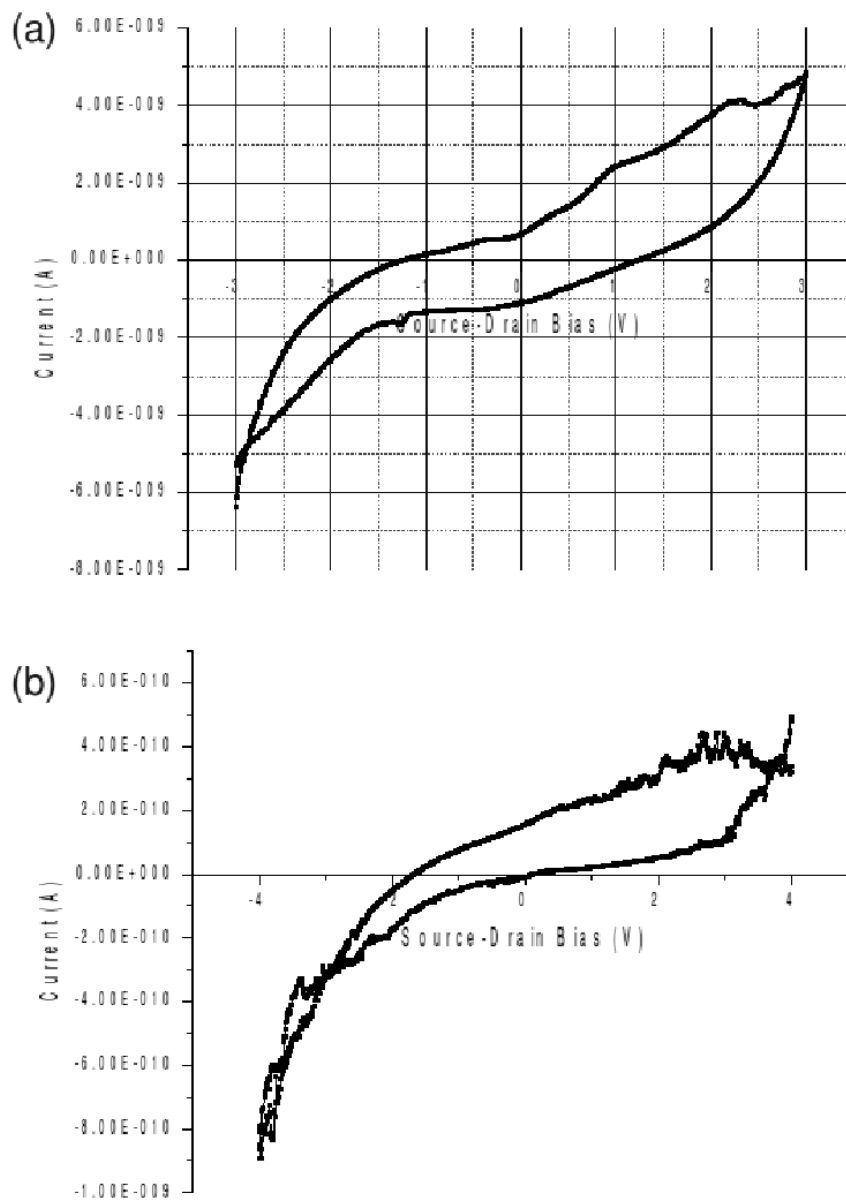 (a)
6.00E-009
4.00E-009
2.00E-009
0.00E+000
-2.00E-009
-4.00E-009
-6.00E-009
-8.00E-009
Current(A)
-3 -2 -1 0 1 2 3
Source-Drain Bias (V)
(b)
6.00E-010
4.00E-010
2.00E-010
0.00E+000
-2.00E-010
-4.00E-010
-6.00E-010
-8.00E-010
-1.00E-009
Current(A)
-4 -2 0 2 4
Source-Drain Bias (V)